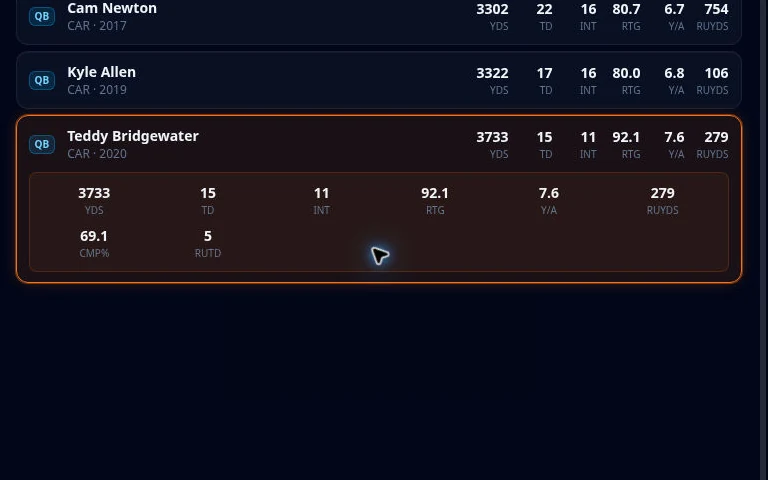 Cam Newton 3302 22 16 80.7 6.7 754
QB
CAR · 2017 YDS TD INT RTG Y/A RUYDS
Kyle Allen 3322 17 16 80.0 6.8 106
QB
CAR · 2019 YDS TD INT RTG Y/A RUYDS
Teddy Bridgewater 3733 15 11 92.1 7.6 279
QB
CAR · 2020 YDS TD INT RTG Y/A RUYDS
3733 15 11 92.1 7.6 279
YDS TD INT RTG Y/A RUYDS
69.1 5
CMP% RUTD